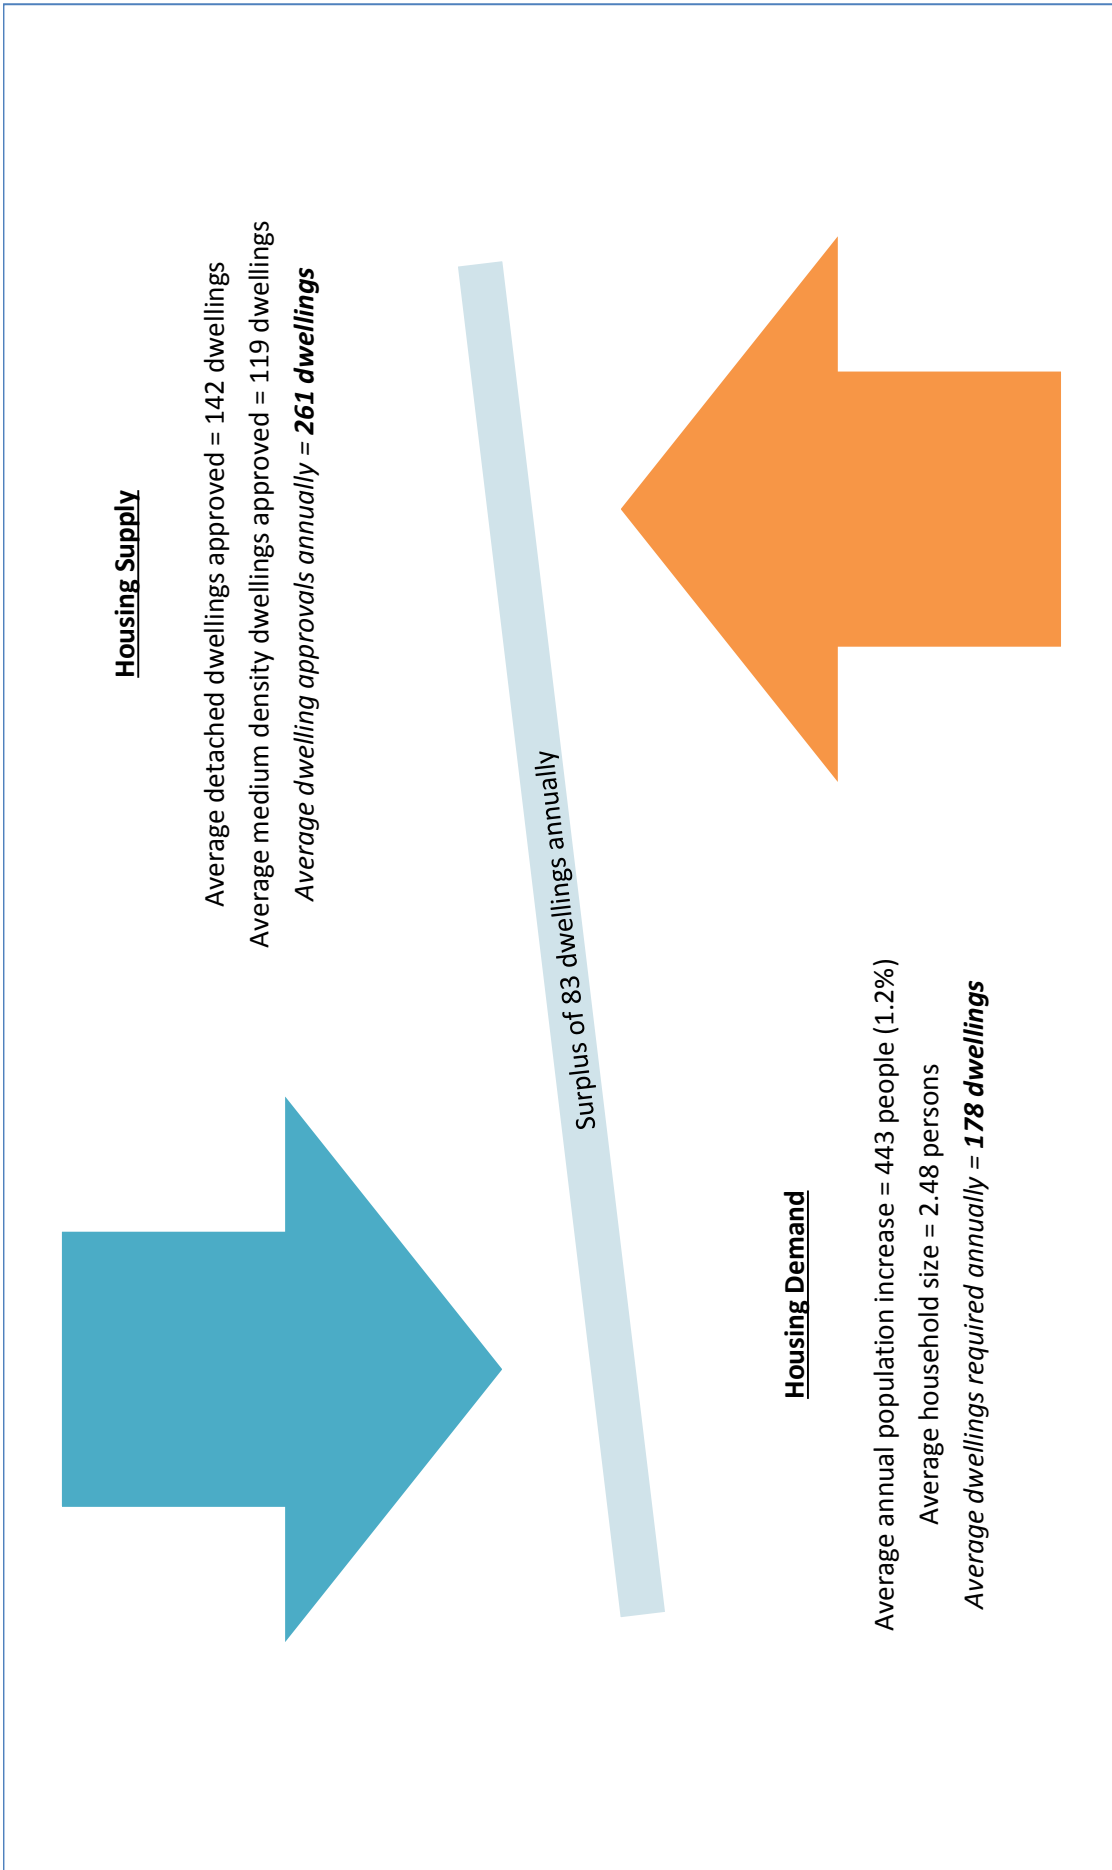 Housing Supply
Average detached dwellings approved = 142 dwellings
Average medium density dwellings approved = 119 dwellings
Average dwelling approvals annually = 261 dwellings
Surplus of 83 dwellings annually
Housing Demand
Average annual population increase = 443 people (1.2%)
Average household size = 2.48 persons
Average dwellings required annually = 178 dwellings